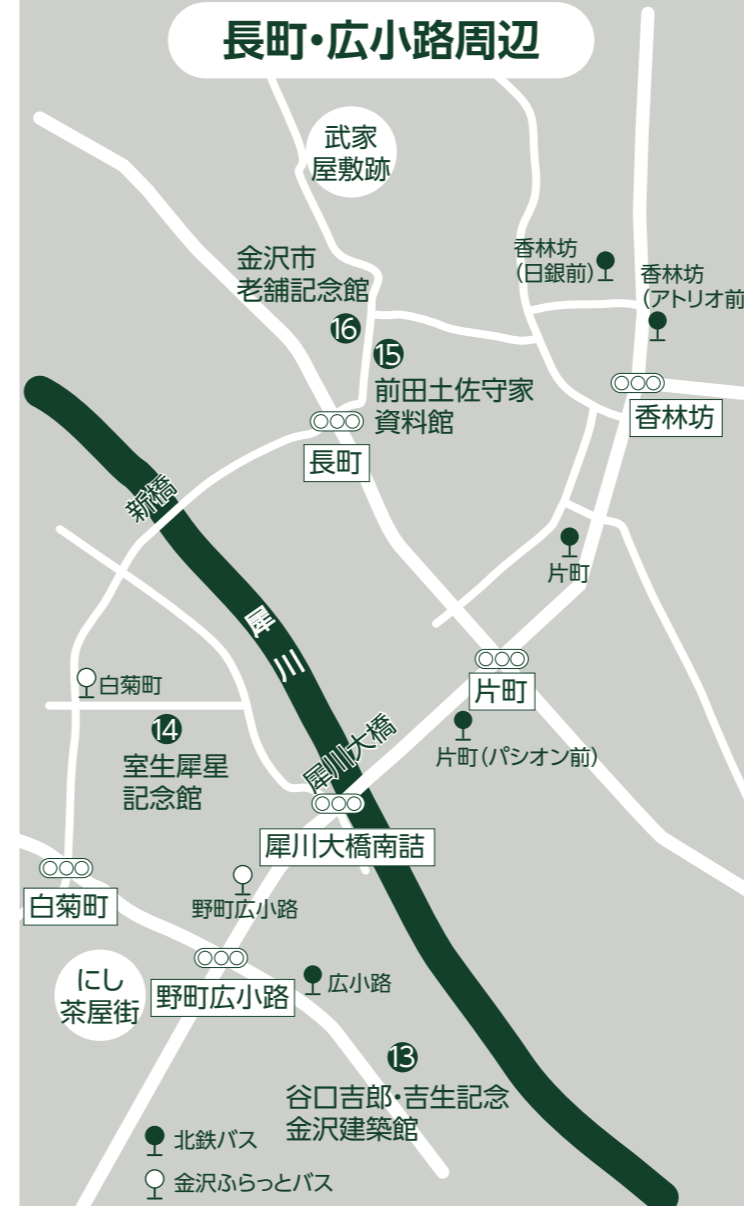 長町・広小路周辺
武家
屋敷跡
金沢市
老舗記念館
16
15
前田土佐守家
資料館
香林坊
(日銀前)
香林坊
(アトリオ前
香林坊
長町
新橋
片町
犀川
片町
白菊町
片町(パシオン前)
14
室生犀星
記念館
犀川大橋
犀川大橋南詰
白菊町
野町広小路
にし
茶屋街
野町広小路
広小路
13
谷口吉郎・吉生記念
金沢建築館
北鉄バス
金沢ふらっとバス